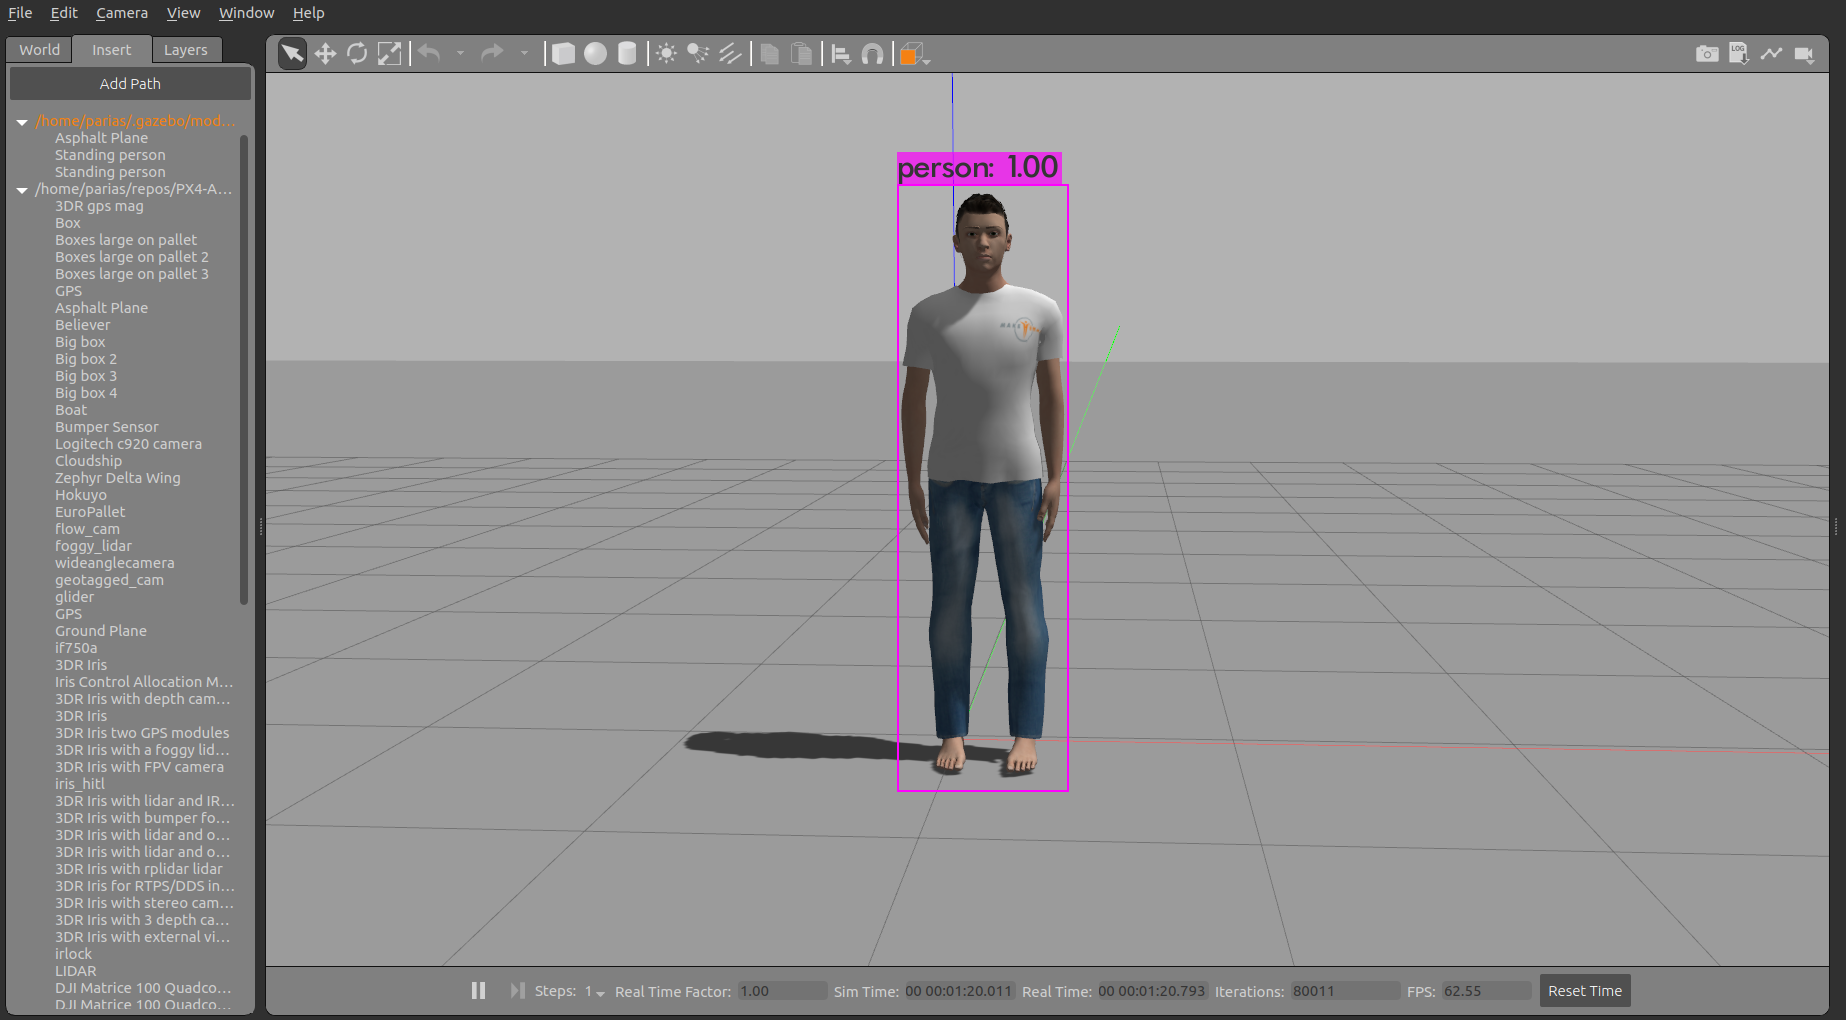 File Edit Camera View Window Help
World Insert Layers
Add Path
/home/parias/.gazebo/mod...
Asphalt Plane
Standing person
Standing person
/home/parias/repos/PX4-A...
3DR gps mag
Box
Boxes large on pallet
Boxes large on pallet 2
Boxes large on pallet 3
GPS
Asphalt Plane
Believer
Big box
Big box 2
Big box 3
Big box 4
Boat
Bumper Sensor
Logitech c920 camera
Cloudship
Zephyr Delta Wing
Hokuyo
EuroPallet
flow_cam
foggy_lidar
wideanglecamera
geotagged_cam
glider
GPS
Ground Plane
if750a
3DR Iris
Iris Control Allocation M...
3DR Iris with depth cam...
3DR Iris
3DR Iris two GPS modules
3DR Iris with a foggy lid...
3DR Iris with FPV camera
iris_hitl
3DR Iris with lidar and IR...
3DR Iris with bumper fo...
3DR Iris with lidar and o...
3DR Iris with lidar and o...
3DR Iris with rplidar lidar
3DR Iris for RTPS/DDS in...
3DR Iris with stereo cam...
3DR Iris with 3 depth ca...
3DR Iris with external vi...
irlock
LIDAR
DJI Matrice 100 Quadco...
DJI Matrice 100 Quadco...
LOG
person: 1.00
Steps: 1 Real Time Factor: 1.00 Sim Time: 00 00:01:20.011 Real Time: 00 00:01:20.793 Iterations: 80011 FPS: 62.55 Reset Time